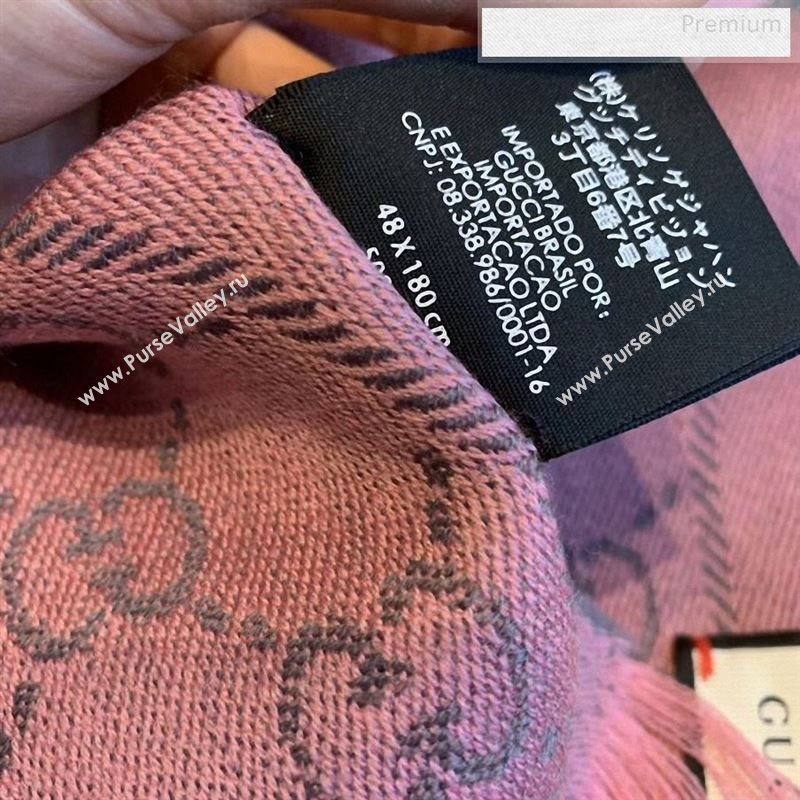 Premium
(株)ケリング ジャパン
グッチ ディビジョン
東京都港区北青山
3丁目6番7号
IMPORTADO POR:
GUCCI BRASIL
IMPORTACAO
E EXPORTACAO LTDA
CNPJ: 08.338.986/0001-16
48 X 180 cm
www.PurseValley.ru
www.PurseValley.ru
GU